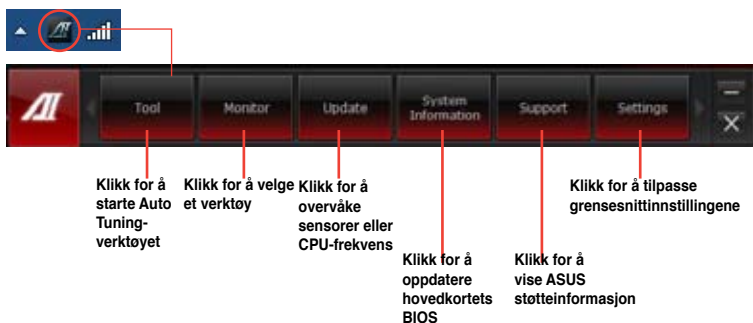 Tool
Monitor
Update
System
Information
Support
Settings
Klikk for å
starte Auto
Tuning-
verktøyet
Klikk for å velge
et verktøy
Klikk for å
overvåke
sensorer eller
CPU-frekvens
Klikk for å
oppdatere
hovedkortets
BIOS
Klikk for å
vise ASUS
støtteinformasjon
Klikk for å tilpasse
grensesnittinnstillingene